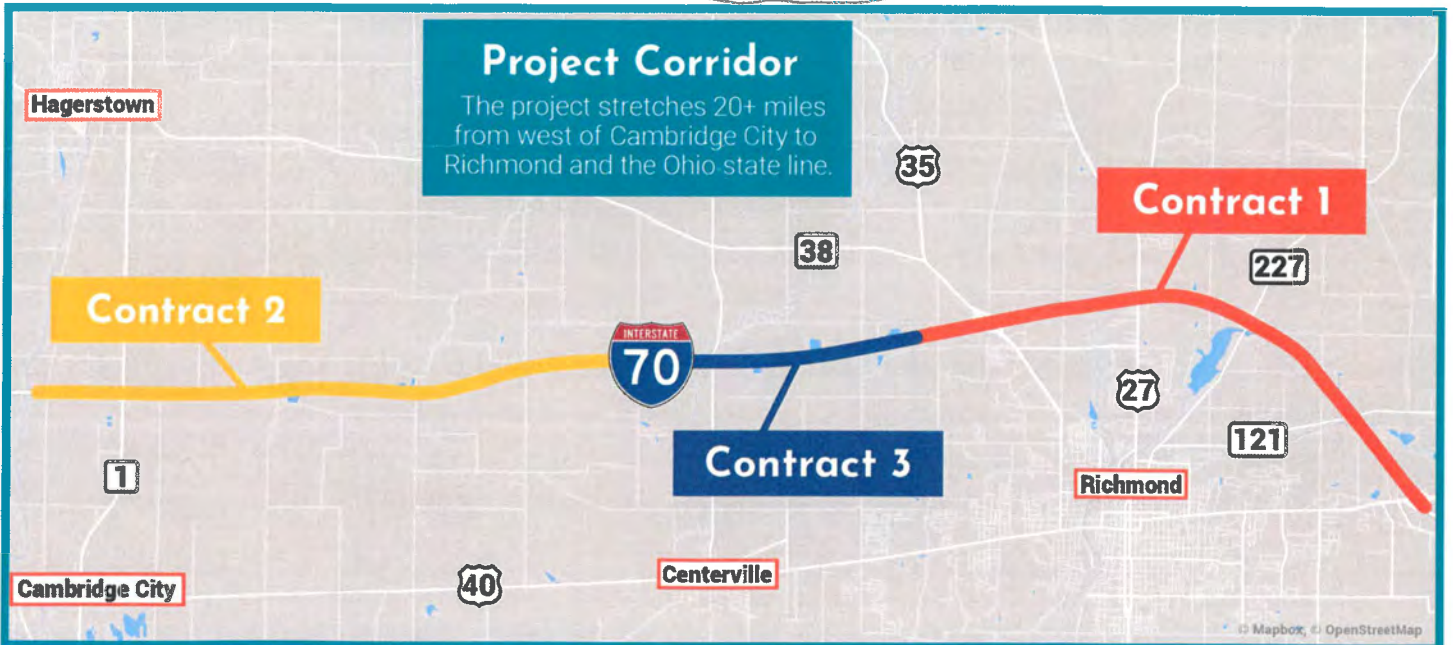 Project Corridor
The project stretches 20+ miles
from west of Cambridge City to
Richmond and the Ohio state line.
Hagerstown
35
Contract 1
38
227
Contract 2
INTERSTATE
70
27
121
Contract 3
1
Richmond
Cambridge City
40
Centerville
© Mapbox, © OpenStreetMap